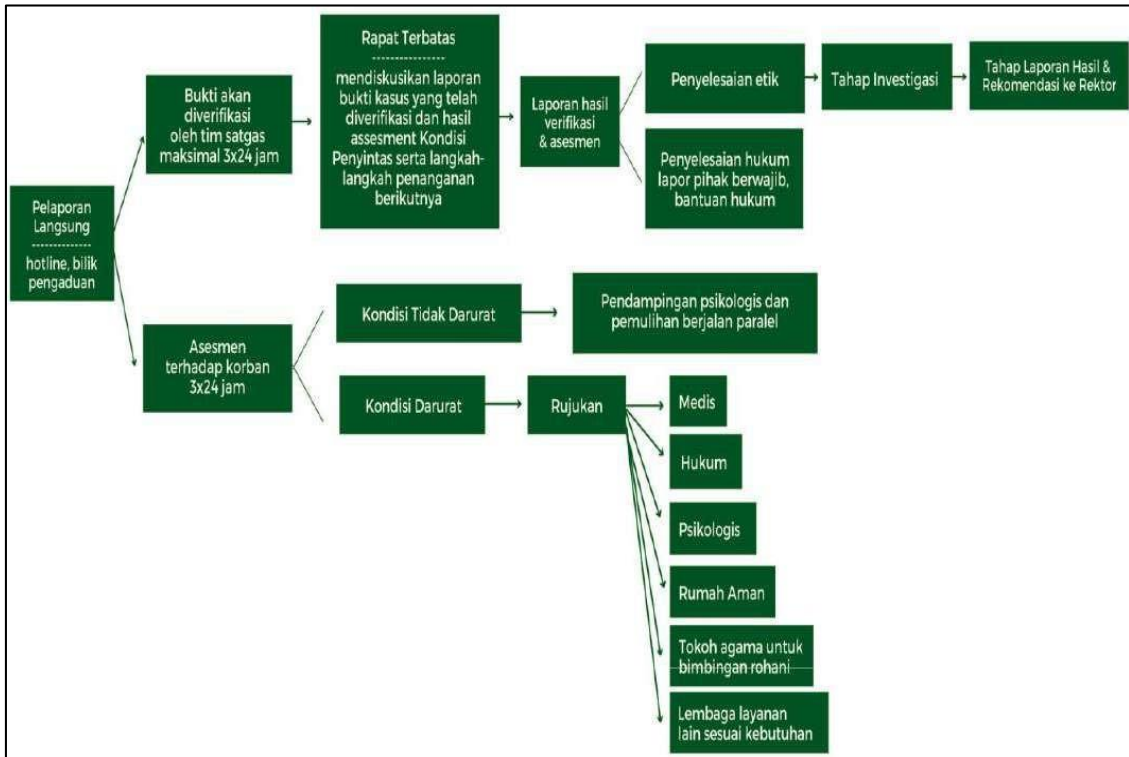 Pelaporan
Langsung
--------------
hotline, bilik
pengaduan
Bukti akan
diverifikasi
oleh tim satgas
maksimal 3x24 jam
Rapat Terbatas
--------------
mendiskusikan laporan
bukti kasus yang telah
diverifikasi dan hasil
assesment Kondisi
Penyintas serta langkah-
langkah penanganan
berikutnya
Laporan hasil
verifikasi
& asesmen
Penyelesaian etik
Tahap Investigasi
Tahap Laporan Hasil &
Rekomendasi ke Rektor
Penyelesaian hukum
lapor pihak berwajib,
bantuan hukum
Asesmen
terhadap korban
3x24 jam
Kondisi Tidak Darurat
Pendampingan psikologis dan
pemulihan berjalan paralel
Kondisi Darurat
Rujukan
Medis
Hukum
Psikologis
Rumah Aman
Tokoh agama untuk
bimbingan rohani
Lembaga layanan
lain sesuai kebutuhan